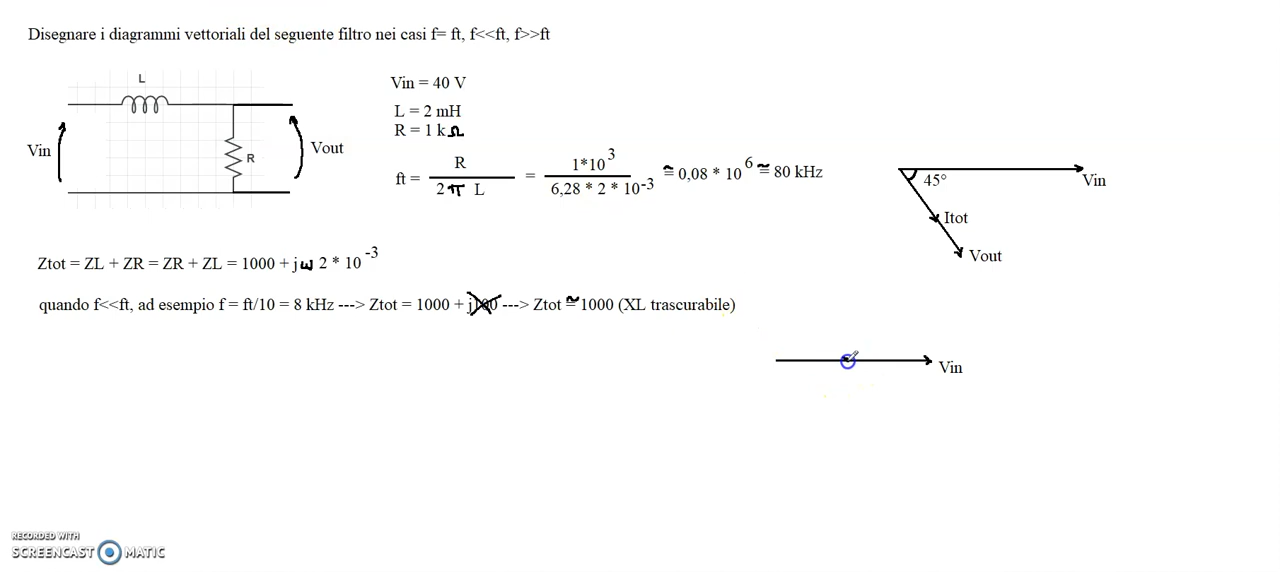 Disegnare i diagrammi vettoriali del seguente filtro nei casi f= ft, f<<ft, f>>ft
L
Vin
R
Vout
Vin = 40 V
L = 2 mH
R = 1 k Ω
ft = R / 2 π L = 1*10^3 / 6,28 * 2 * 10-3 ≅ 0,08 * 10^6 ≅ 80 kHz
45°
Vin
Itot
Vout
Ztot = ZL + ZR = ZR + ZL = 1000 + jω 2 * 10^-3
quando f<<ft, ad esempio f = ft/10 = 8 kHz ---> Ztot = 1000 + j100 ---> Ztot ≅ 1000 (XL trascurabile)
Vin
RECORDED WITH
SCREENCAST MATIC